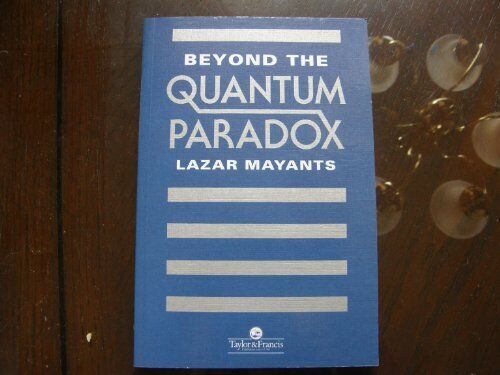 BEYOND THE
QUANTUM
PARADOX
LAZAR MAYANTS
Taylor & Francis